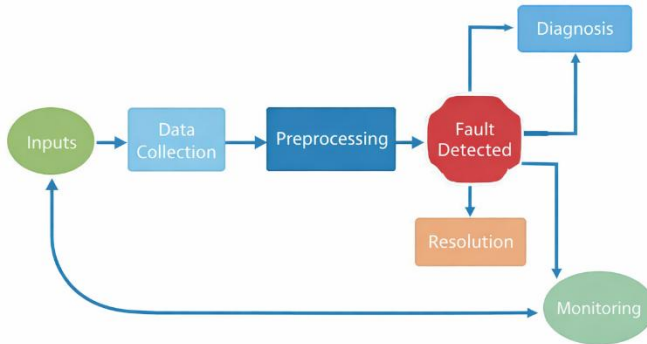 Diagnosis
Inputs
Data
Collection
Preprocessing
Fault
Detected
Resolution
Monitoring